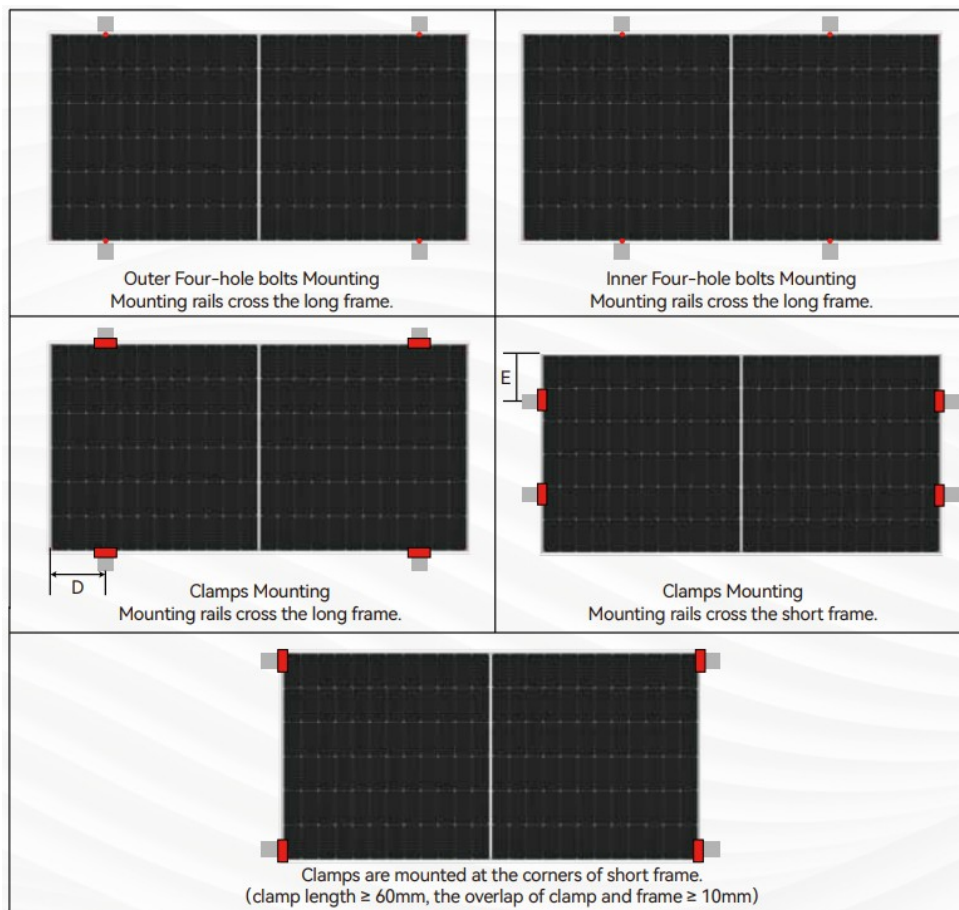 Outer Four-hole bolts Mounting
Mounting rails cross the long frame.
Inner Four-hole bolts Mounting
Mounting rails cross the long frame.
D
Clamps Mounting
Mounting rails cross the long frame.
E
Clamps Mounting
Mounting rails cross the short frame.
Clamps are mounted at the corners of short frame.
(clamp length ≥ 60mm, the overlap of clamp and frame ≥ 10mm)